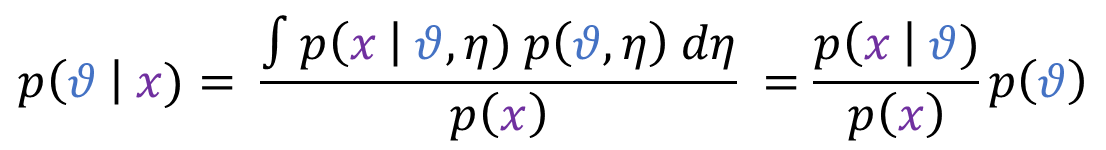 p(ϑ | x) = ∫ p(x | ϑ, η) p(ϑ, η) dη / p(x) = p(x | ϑ) / p(x) p(ϑ)